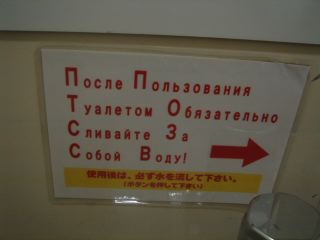 После Пользования
Туалетом Обязательно
Сливайте За
Собой Воду!
使用後は、必ず水を流して下さい。
(ボタンを押して下さい)